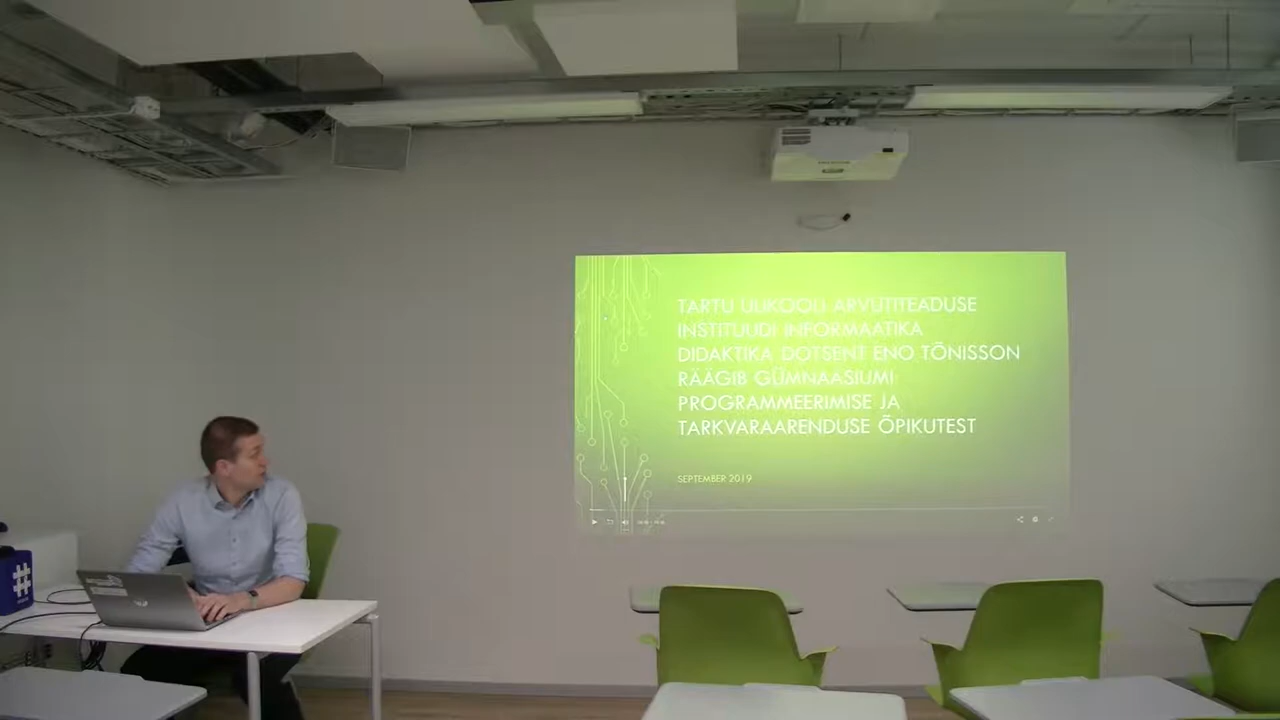 TARTU ÜLIKOOLI ARVUTITEADUSE
INSTITUUDI INFORMAATIKA
DIDAKTIKA DOTSENT ENO TÕNISSON
RÄÄGIB GÜMNAASIUMI
PROGRAMMEERIMISE JA
TARKVARAARENDUSE ÕPIKUTEST
SEPTEMBER 2019
#